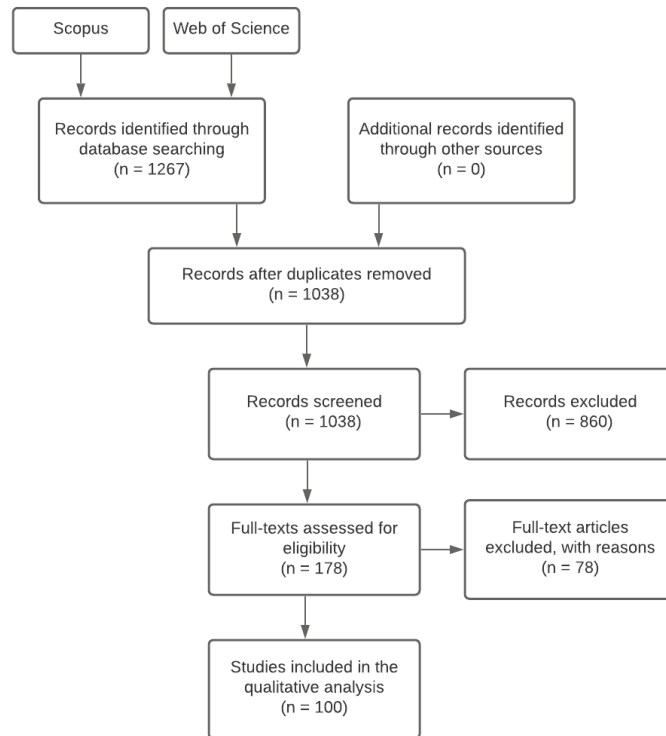 Scopus
Web of Science
Records identified through
database searching
(n = 1267)
Additional records identified
through other sources
(n = 0)
Records after duplicates removed
(n = 1038)
Records screened
(n = 1038)
Records excluded
(n = 860)
Full-texts assessed for
eligibility
(n = 178)
Full-text articles
excluded, with reasons
(n = 78)
Studies included in the
qualitative analysis
(n = 100)